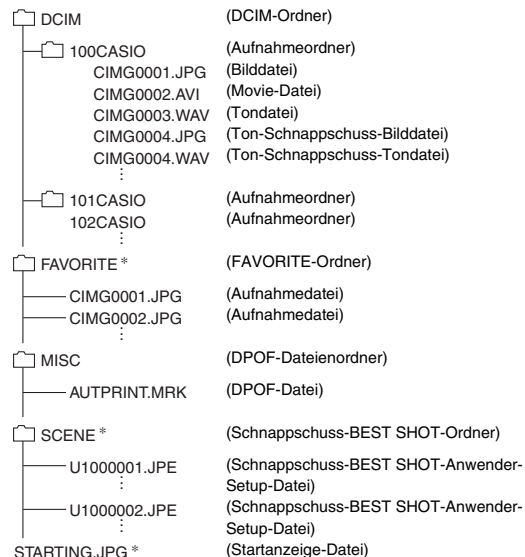 DCIM (DCIM-Ordner)
100CASIO (Aufnahmeordner)
CIMG0001.JPG (Bilddatei)
CIMG0002.AVI (Movie-Datei)
CIMG0003.WAV (Tondatei)
CIMG0004.JPG (Ton-Schnappschuss-Bilddatei)
CIMG0004.WAV (Ton-Schnappschuss-Tondatei)
101CASIO (Aufnahmeordner)
102CASIO (Aufnahmeordner)
FAVORITE * (FAVORITE-Ordner)
CIMG0001.JPG (Aufnahmedatei)
CIMG0002.JPG (Aufnahmedatei)
MISC (DPOF-Dateienordner)
AUTPRINT.MRK (DPOF-Datei)
SCENE * (Schnappschuss-BEST SHOT-Ordner)
U1000001.JPE (Schnappschuss-BEST SHOT-Anwender-
Setup-Datei)
U1000002.JPE (Schnappschuss-BEST SHOT-Anwender-
Setup-Datei)
STARTING.JPG * (Startanzeige-Datei)